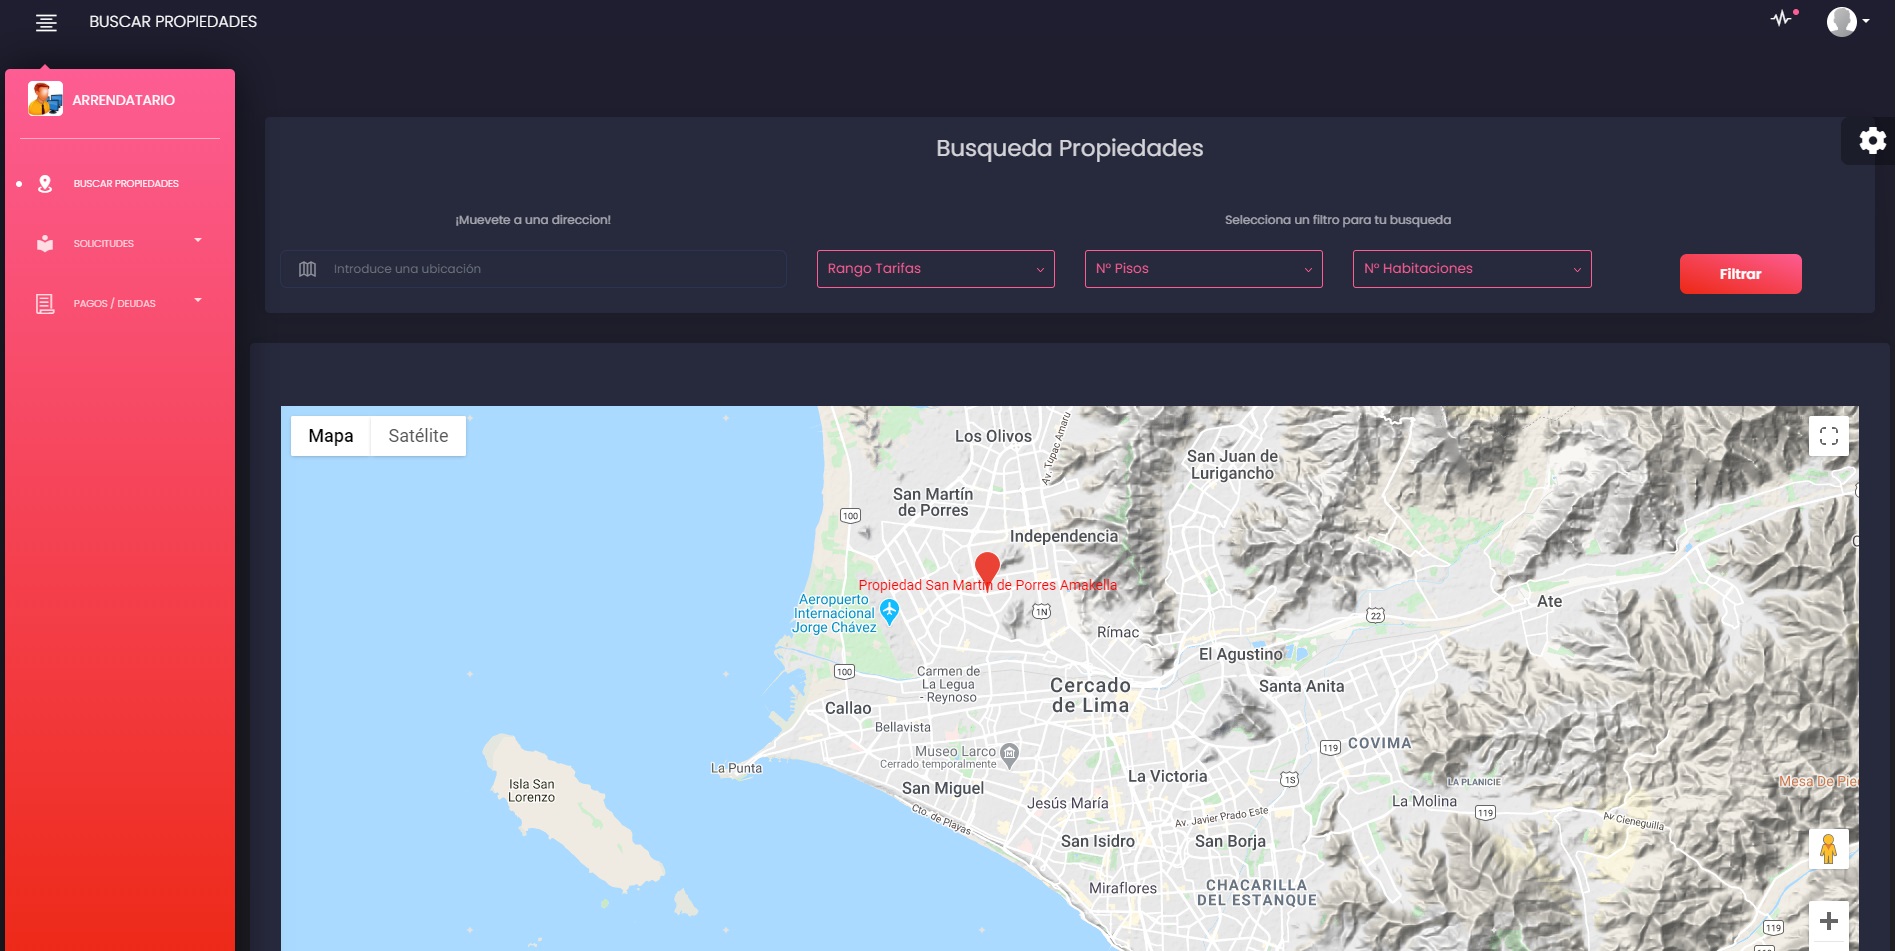 BUSCAR PROPIEDADES
ARRENDATARIO
BUSCAR PROPIEDADES
SOLICITUDES
PAGOS / DEUDAS
Busqueda Propiedades
¡Muevete a una direccion!
Selecciona un filtro para tu busqueda
Introduce una ubicación
Rango Tarifas
N° Pisos
N° Habitaciones
Filtrar
Mapa
Satélite
Los Olivos
Av. Tupac Amaru
San Juan de
Lurigancho
San Martín
de Porres
100
Independencia
Propiedad San Martin de Porres Amakella
Aeropuerto
Internacional
Jorge Chávez
1N
22
Ate
Rímac
El Agustino
100
Carmen de
La Legua
- Reynoso
Cercado
de Lima
Santa Anita
Callao
Bellavista
Museo Larco
Cerrado temporalmente
119
COVIMA
La Punta
La Victoria
1S
LA PLANICIE
Mesa De Pie
Isla San
Lorenzo
San Miguel
Jesús María
La Molina
119
Cto. de Playas
Av. Javier Prado Este
Av Cieneguilla
San Isidro
San Borja
Miraflores
CHACARILLA
DEL ESTANQUE
119